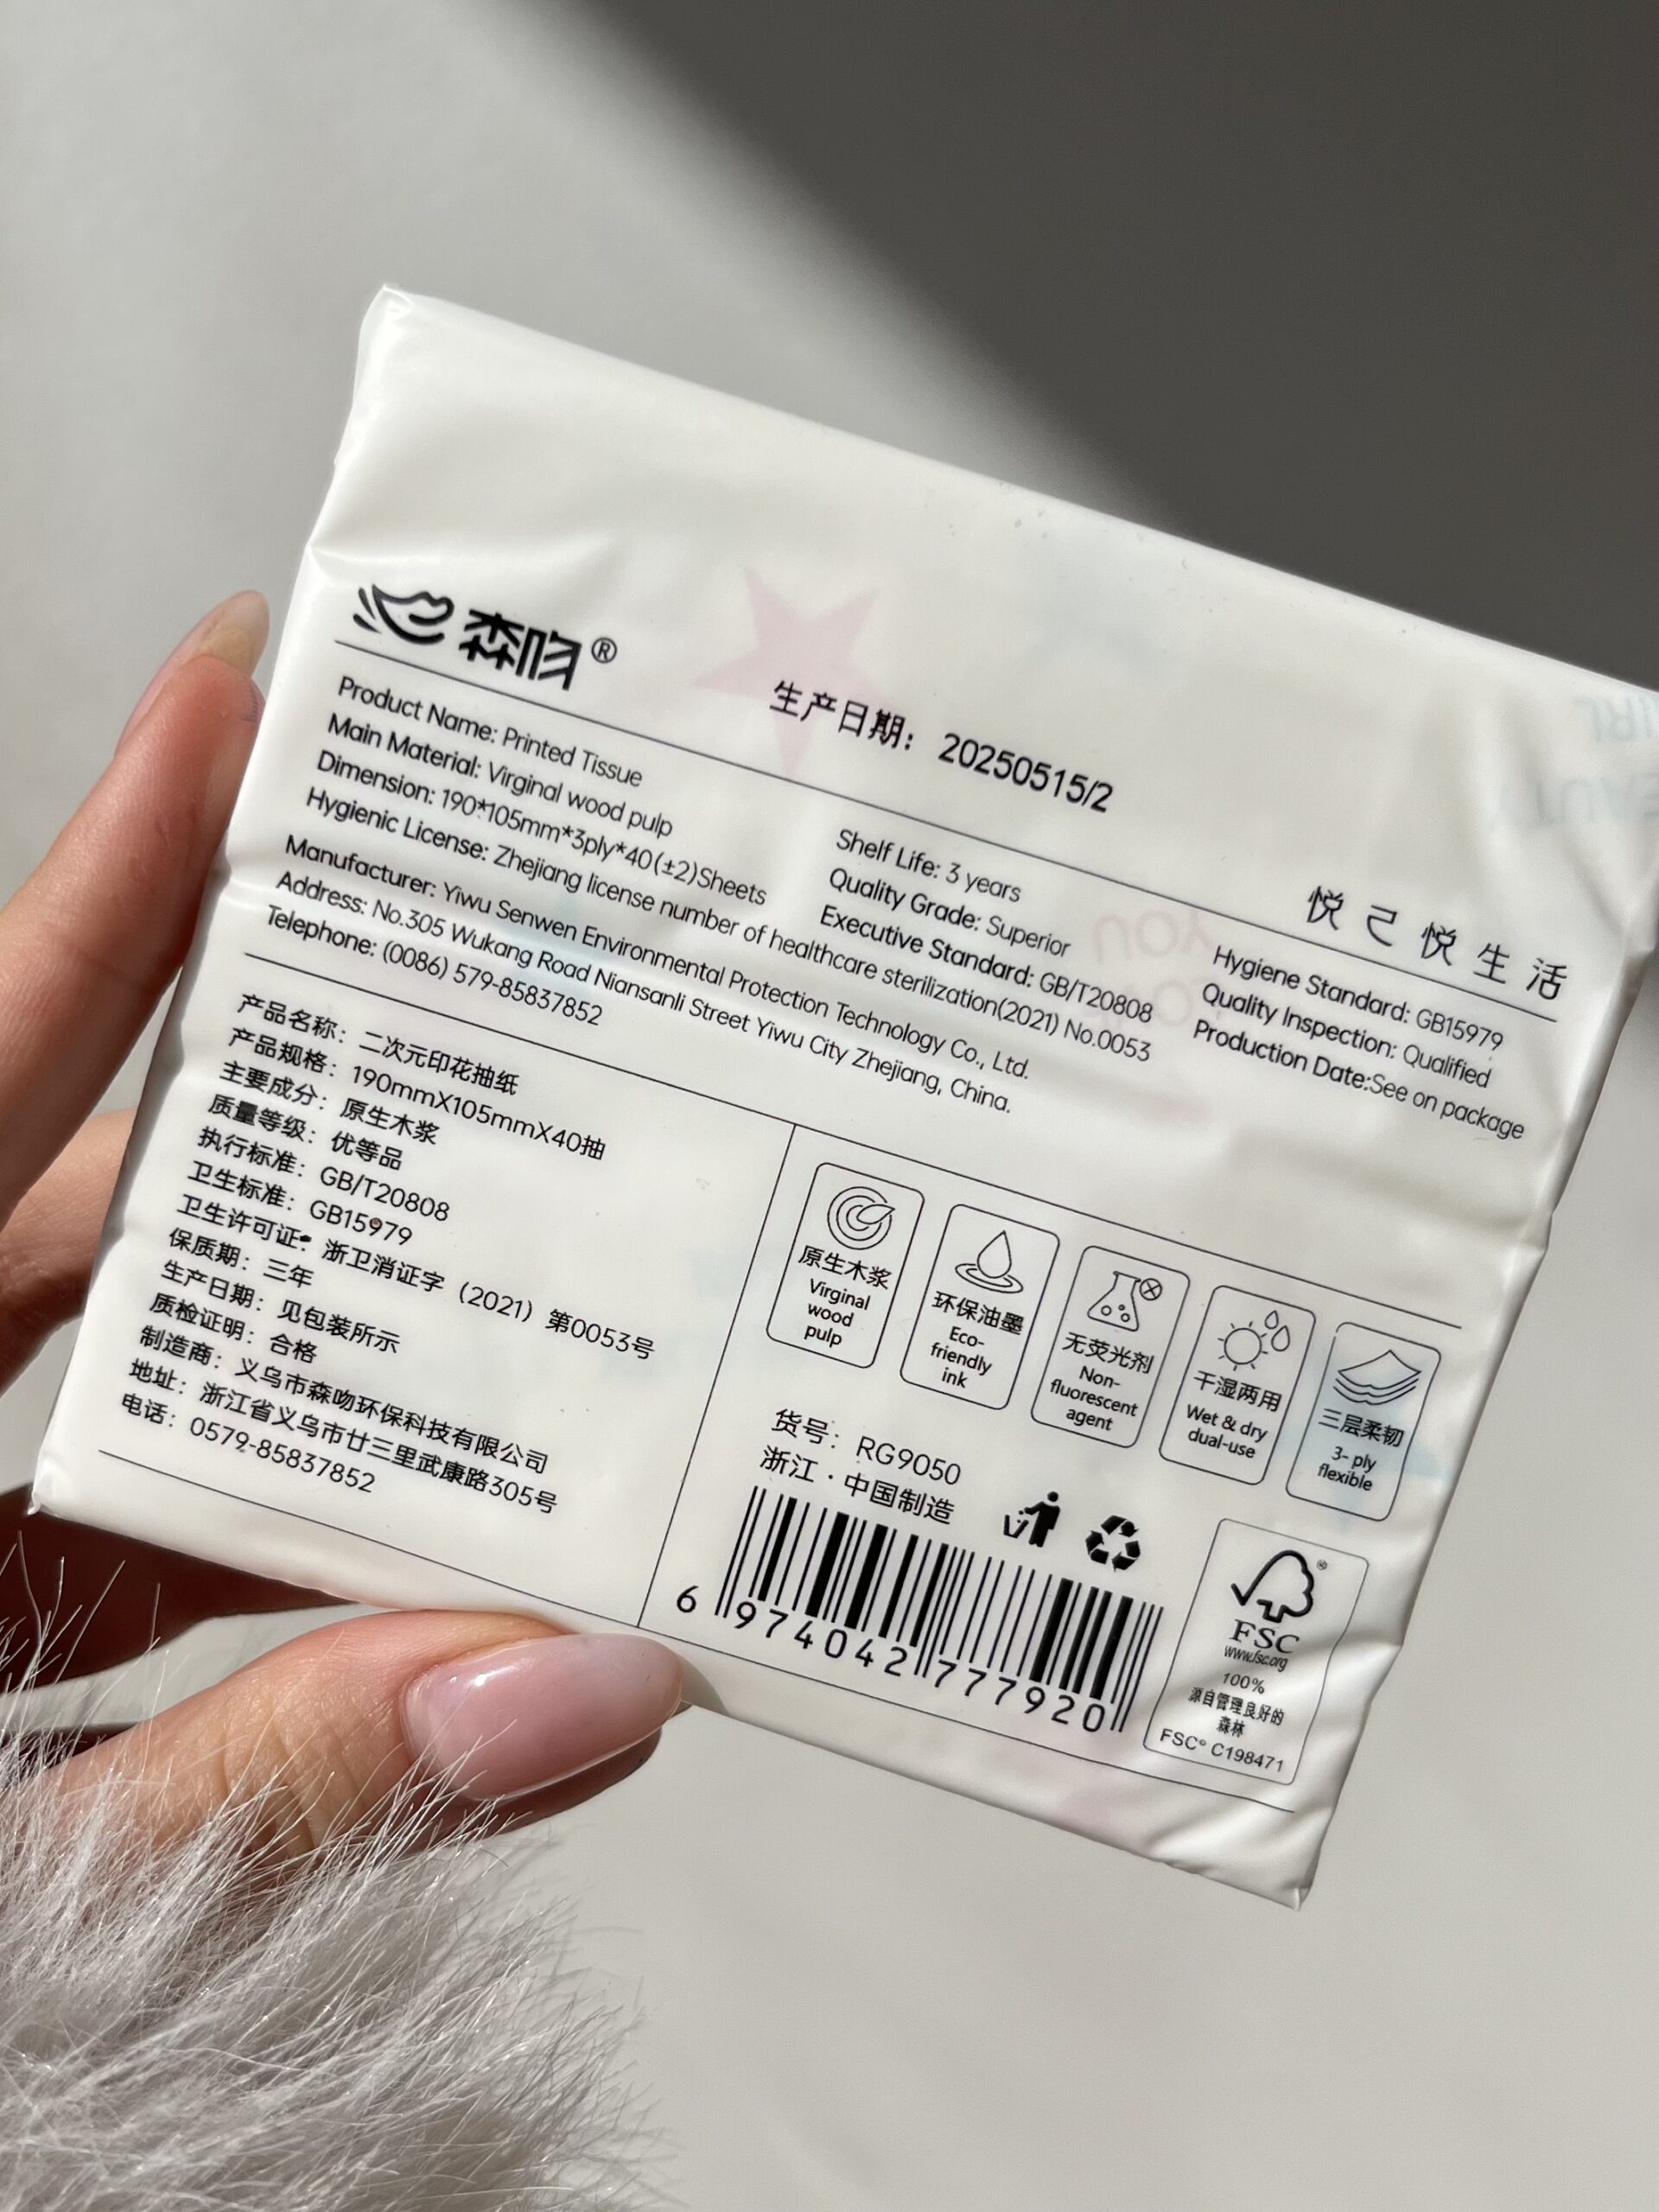 森吻®
生产日期： 20250515/2
悦己悦生活
Product Name: Printed Tissue
Main Material: Virginal wood pulp
Dimension: 190*105mm*3ply*40(±2)Sheets
Hygienic License: Zhejiang license number of healthcare sterilization(2021) No.0053
Manufacturer: Yiwu Senwen Environmental Protection Technology Co., Ltd.
Address: No.305 Wukang Road Niansanli Street Yiwu City Zhejiang, China.
Telephone: (0086) 579-85837852
Shelf Life: 3 years
Quality Grade: Superior
Executive Standard: GB/T20808
Hygiene Standard: GB15979
Quality Inspection: Qualified
Production Date:See on package
产品名称： 二次元印花抽纸
产品规格： 190mmX105mmX40抽
主要成分： 原生木浆
质量等级： 优等品
执行标准： GB/T20808
卫生标准： GB15979
卫生许可证： 浙卫消证字（2021）第0053号
保质期： 三年
生产日期： 见包装所示
质检证明： 合格
制造商： 义乌市森吻环保科技有限公司
地址： 浙江省义乌市廿三里武康路305号
电话： 0579-85837852
原生木浆
Virginal
wood
pulp
环保油墨
Eco-
friendly
ink
无荧光剂
Non-
fluorescent
agent
干湿两用
Wet & dry
dual-use
三层柔韧
3- ply
flexible
货号： RG9050
浙江·中国制造
6 974042 777920
FSC
www.fsc.org
100%
源自管理良好的
森林
FSC® C198471